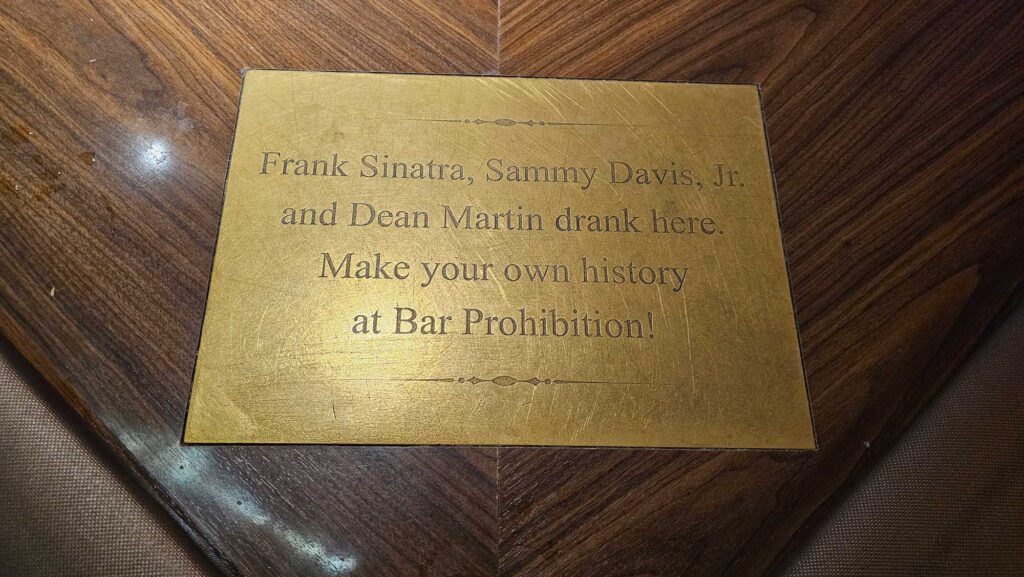 Frank Sinatra, Sammy Davis, Jr.
and Dean Martin drank here.
Make your own history
at Bar Prohibition!